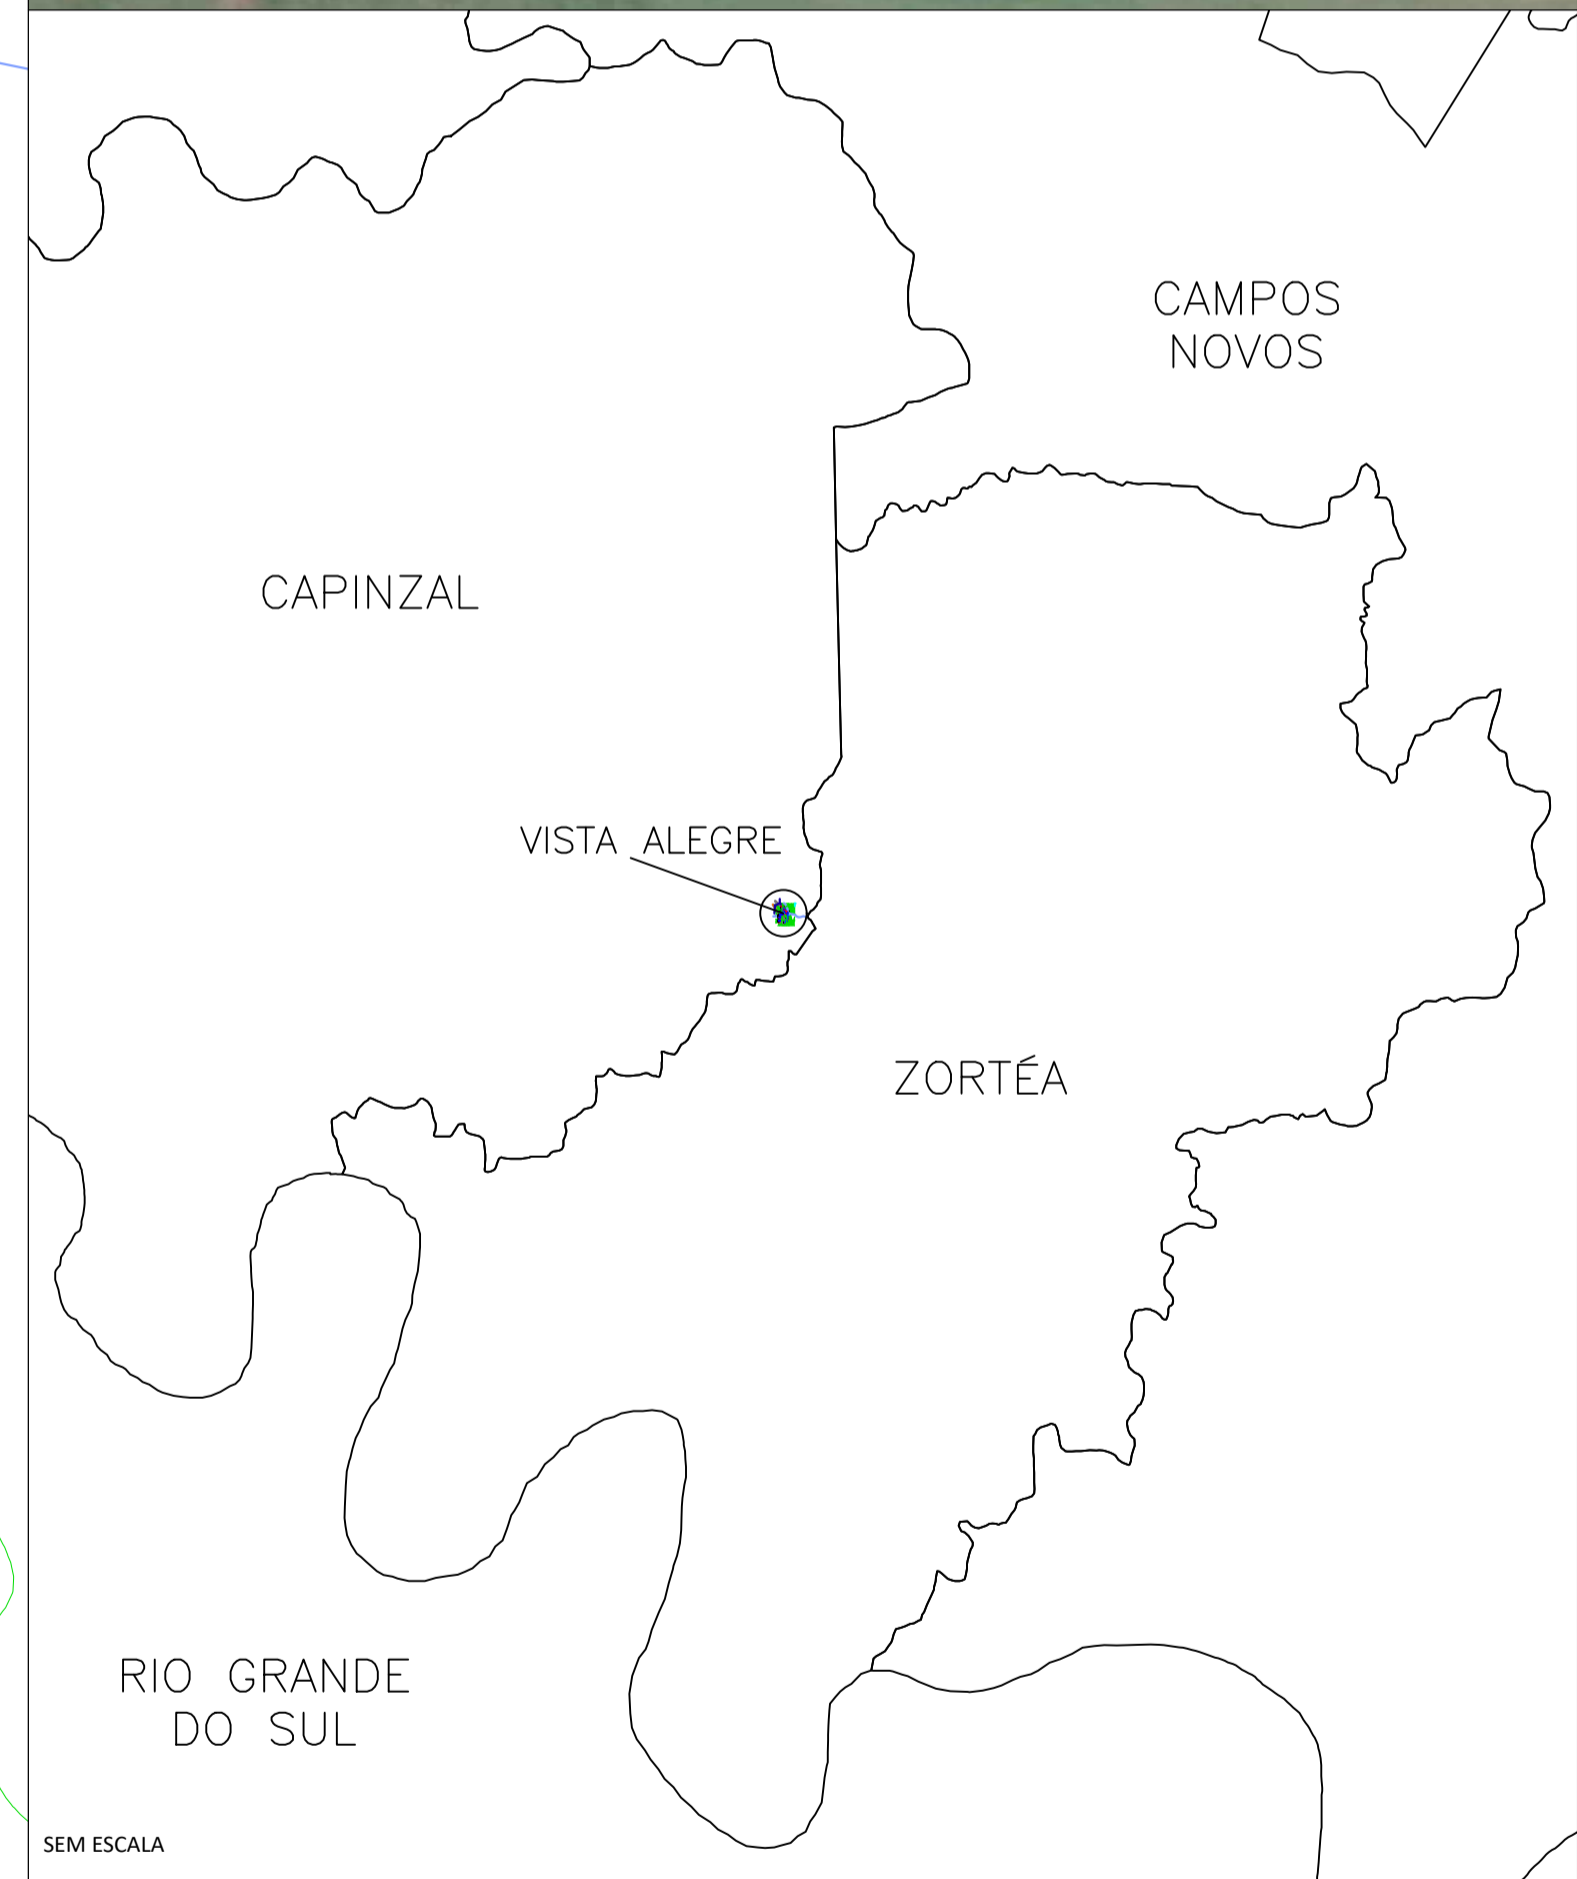 CAMPOS
NOVOS
CAPINZAL
VISTA ALEGRE
ZORTÉA
RIO GRANDE
DO SUL
SEM ESCALA